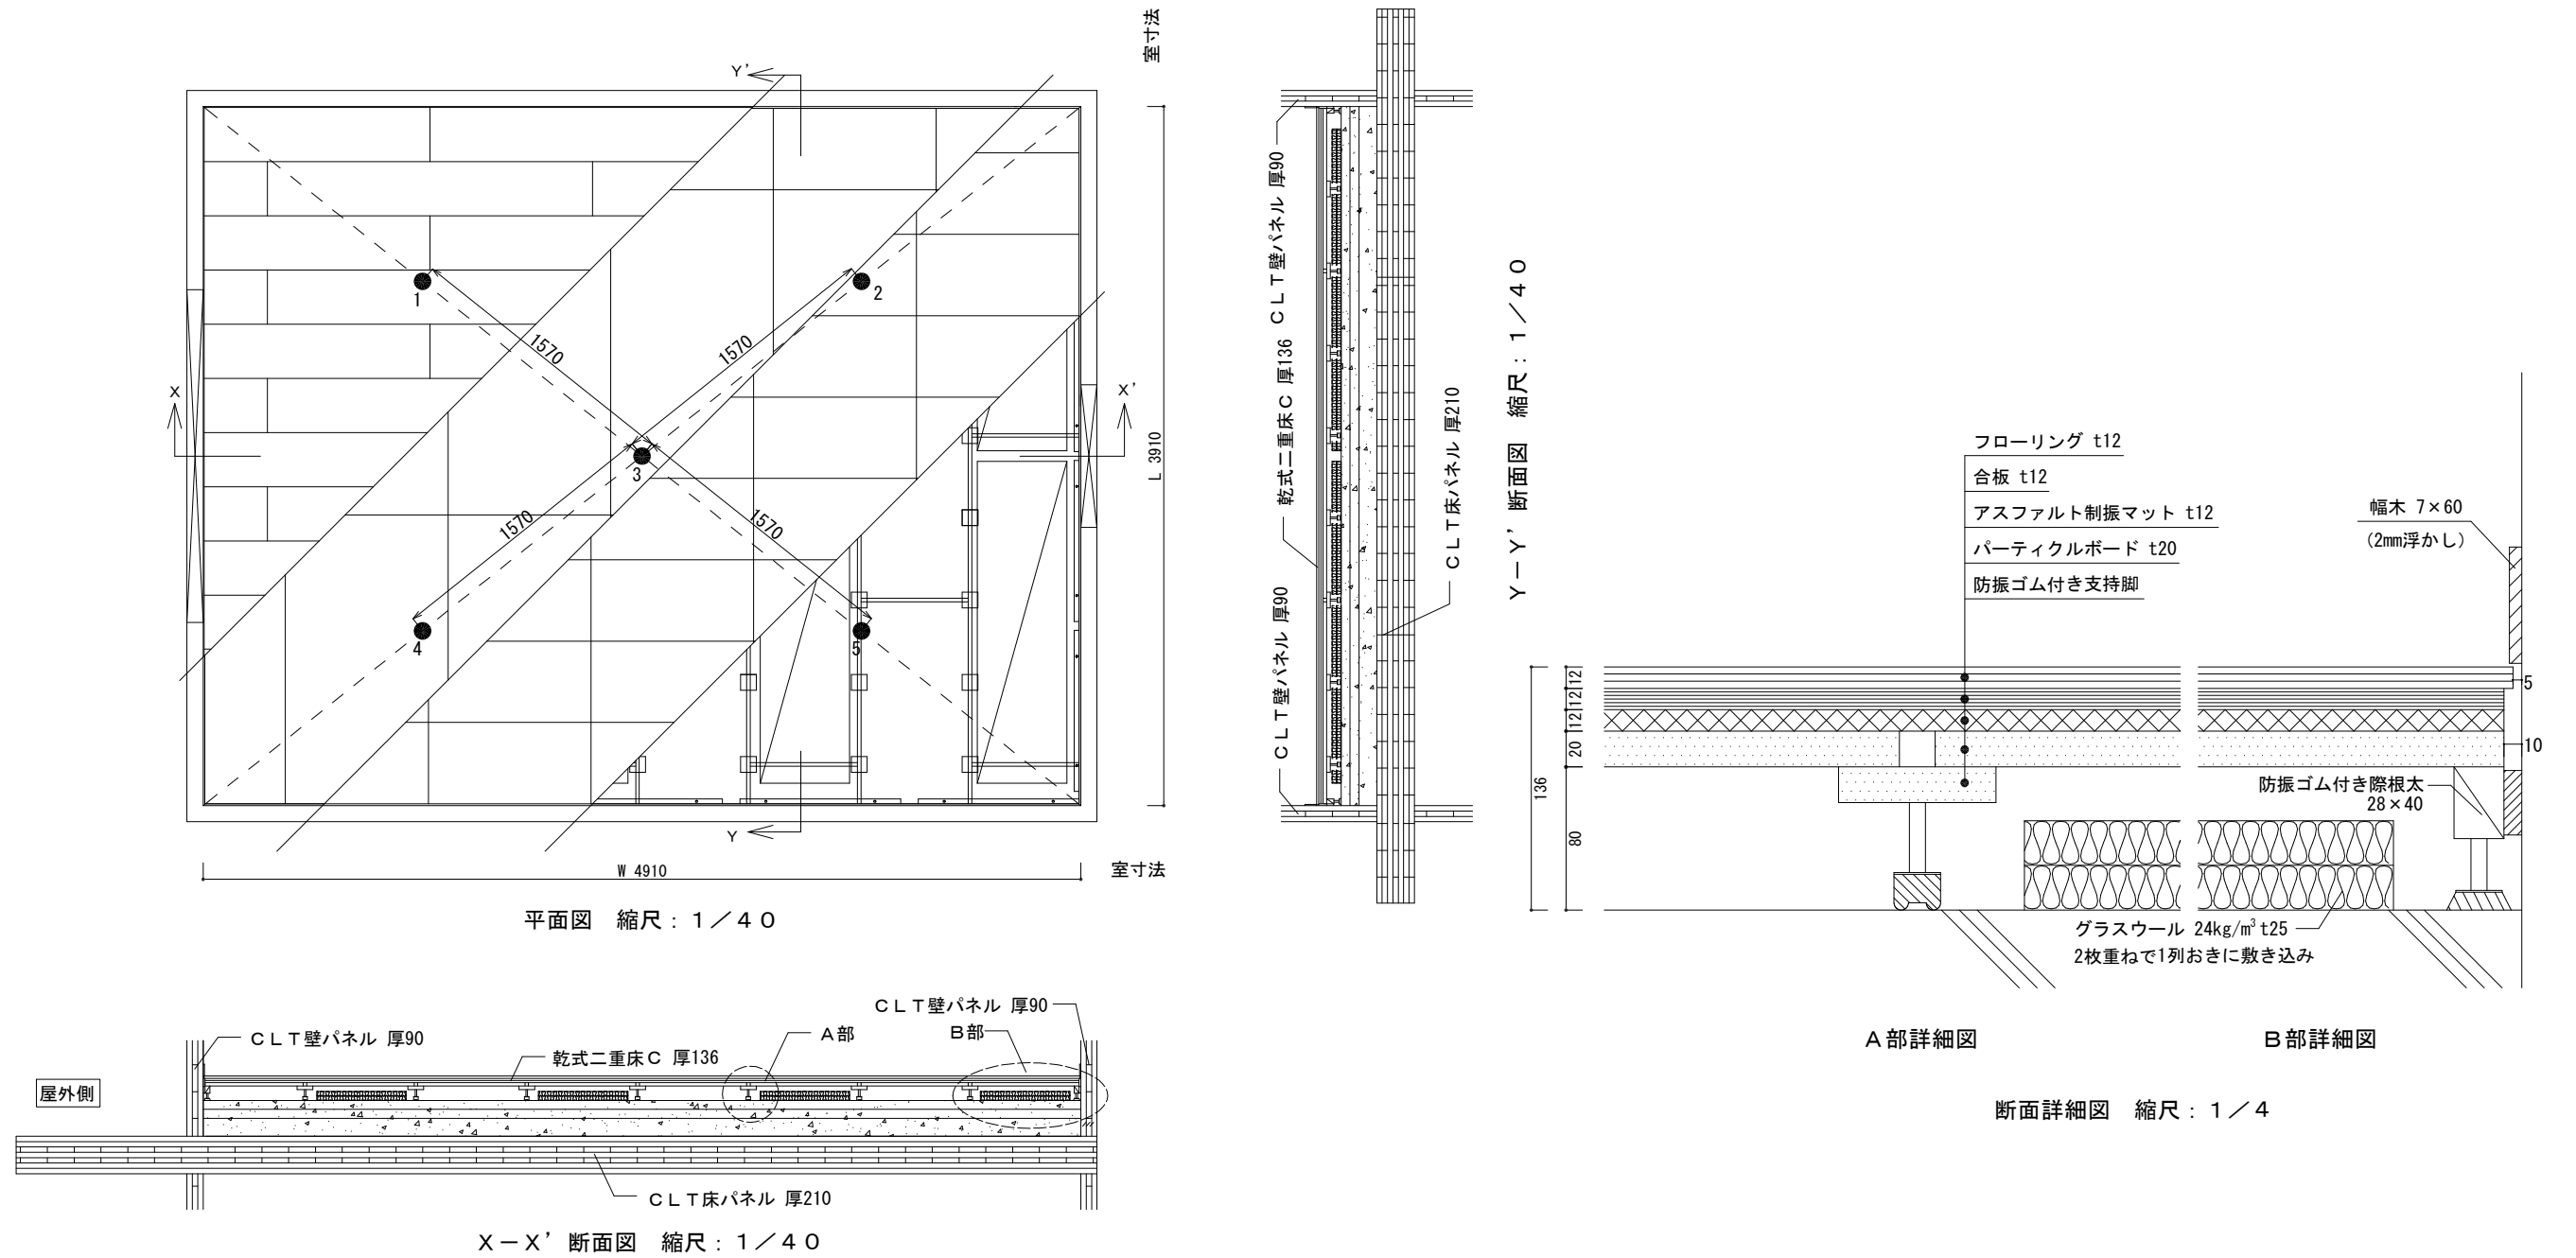 Y’
1
2
1570
1570
X
X’
3
1570
1570
4
5
Y
L 3910
室寸法
W 4910
室寸法
平面図 縮尺：１／４０
ＣＬＴ壁パネル 厚90
乾式二重床Ｃ 厚136
ＣＬＴ壁パネル 厚90
ＣＬＴ床パネル 厚210
Ｙ－Ｙ’断面図 縮尺：１／４０
屋外側
ＣＬＴ壁パネル 厚90
乾式二重床Ｃ 厚136
Ａ部
Ｂ部
ＣＬＴ壁パネル 厚90
ＣＬＴ床パネル 厚210
Ｘ－Ｘ’断面図 縮尺：１／４０
フローリング t12
合板 t12
アスファルト制振マット t12
パーティクルボード t20
防振ゴム付き支持脚
幅木 7×60
(2mm浮かし)
136
12
12
12
20
80
5
10
防振ゴム付き際根太
28×40
グラスウール 24kg/m³ t25
2枚重ねで1列おきに敷き込み
Ａ部詳細図
Ｂ部詳細図
断面詳細図 縮尺：１／４